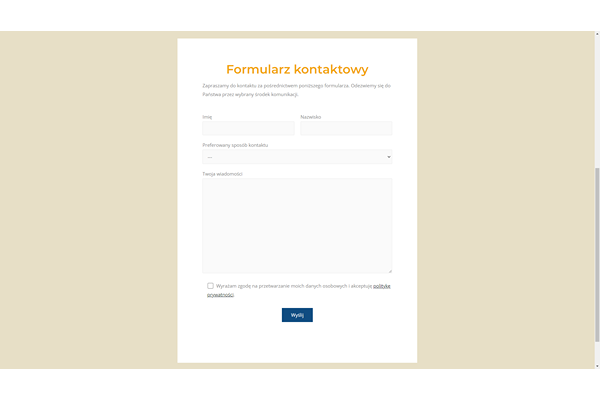 Formularz kontaktowy
Zapraszamy do kontaktu za pośrednictwem poniższego formularza. Odezwiemy się do
Państwa przez wybrany środek komunikacji.
Imię Nazwisko
Preferowany sposób kontaktu
---
Twoja wiadomość
Wyrażam zgodę na przetwarzanie moich danych osobowych i akceptuję politykę
prywatności
Wyślij